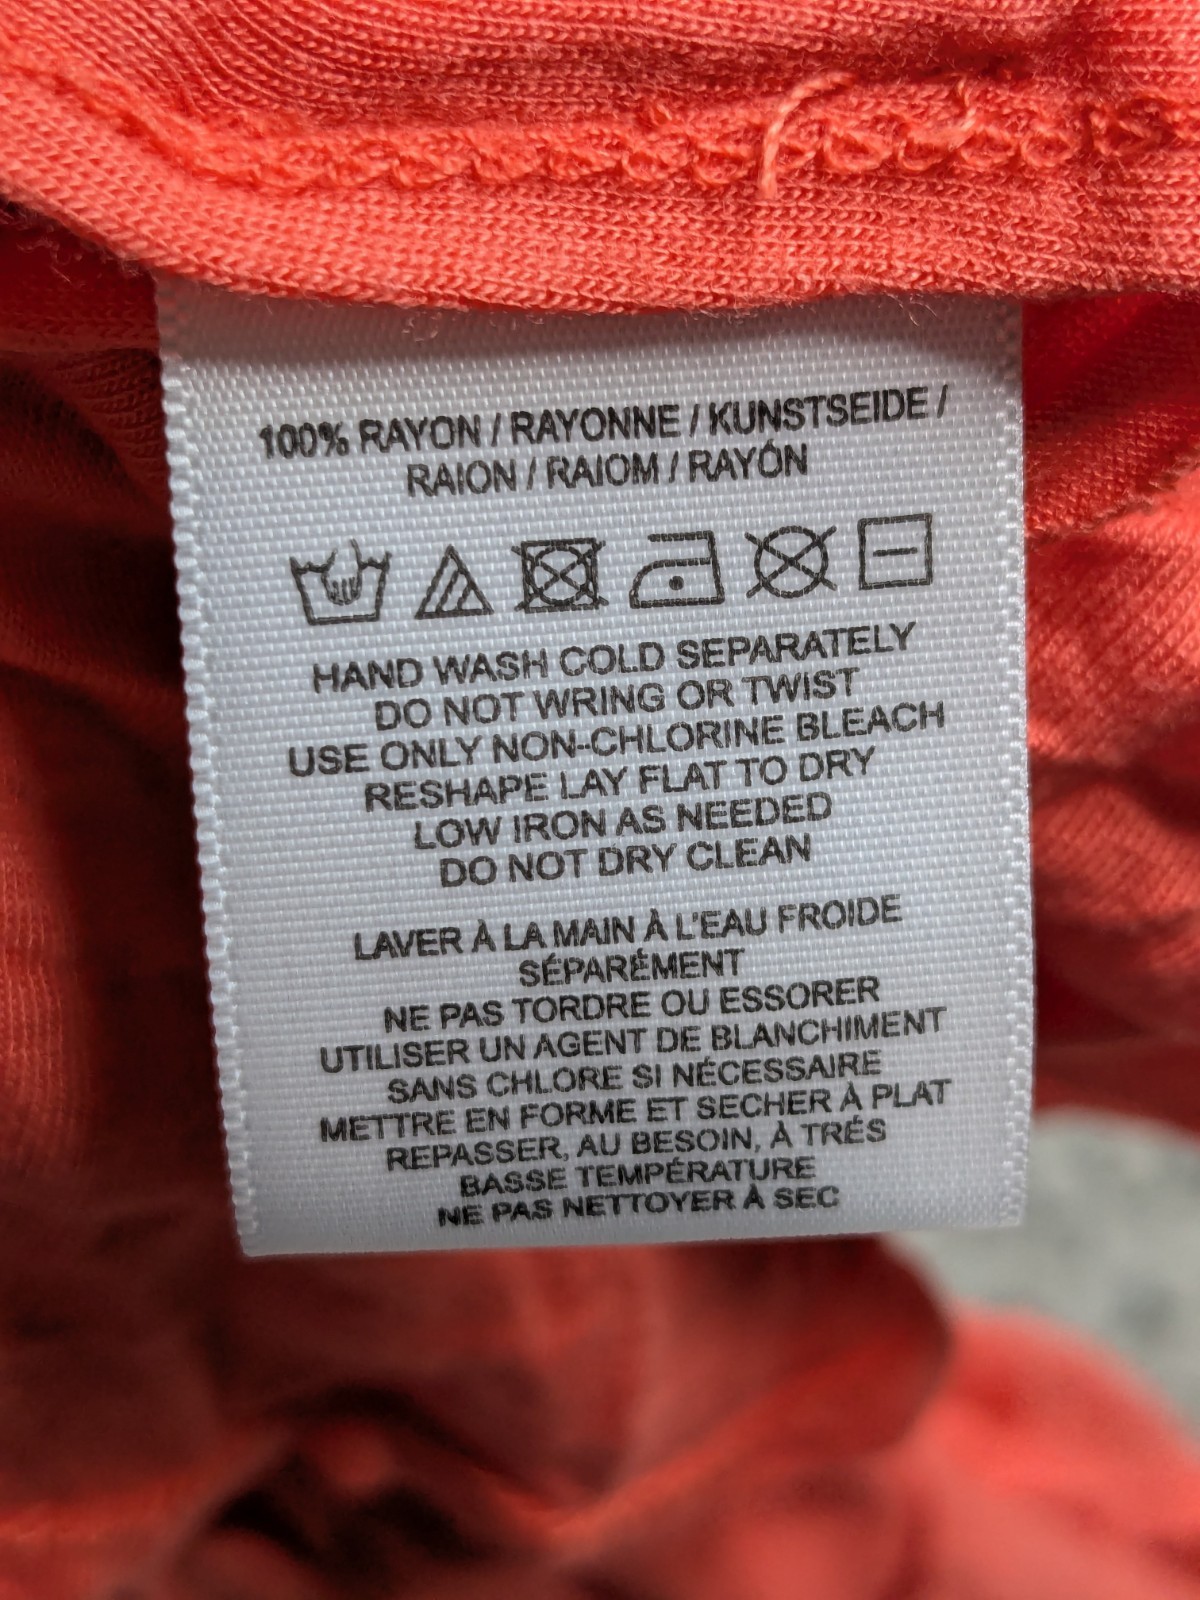 100% RAYON / RAYONNE / KUNSTSEIDE /
RAION / RAIOM / RAYÓN
HAND WASH COLD SEPARATELY
DO NOT WRING OR TWIST
USE ONLY NON-CHLORINE BLEACH
RESHAPE LAY FLAT TO DRY
LOW IRON AS NEEDED
DO NOT DRY CLEAN
LAVER À LA MAIN À L'EAU FROIDE
SÉPARÉMENT
NE PAS TORDRE OU ESSORER
UTILISER UN AGENT DE BLANCHIMENT
SANS CHLORE SI NÉCESSAIRE
METTRE EN FORME ET SECHER À PLAT
REPASSER, AU BESOIN, À TRÉS
BASSE TEMPÉRATURE
NE PAS NETTOYER À SEC